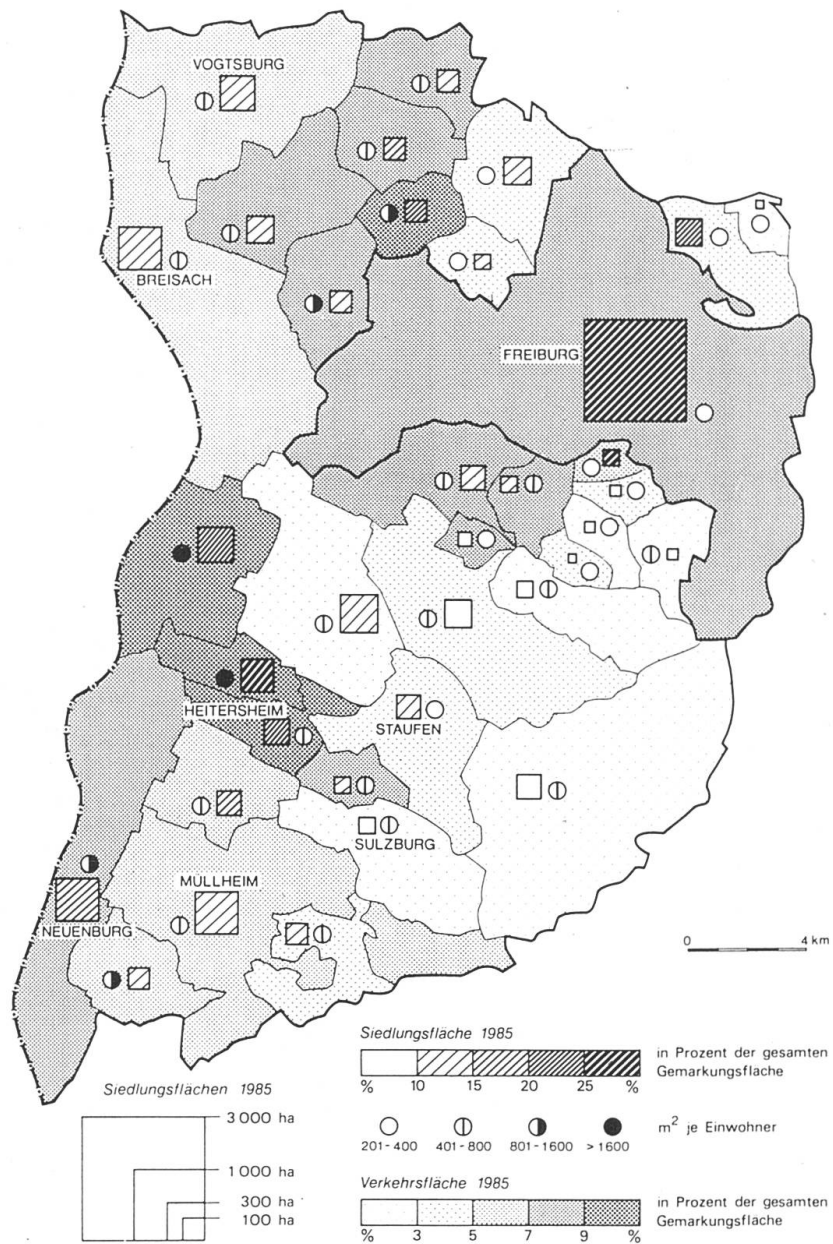 VOGTSBURG
BREISACH
FREIBURG
HEITERSHEIM
STAUFEN
SULZBURG
MÜLLHEIM
NEUENBURG
0 4 km
Siedlungsfläche 1985
% 10 15 20 25 %
in Prozent der gesamten
Gemarkungsfläche
Siedlungsflächen 1985
3 000 ha
1 000 ha
300 ha
100 ha
201-400 401-800 801-1600 > 1600
m² je Einwohner
Verkehrsfläche 1985
% 3 5 7 9 %
in Prozent der gesamten
Gemarkungsfläche